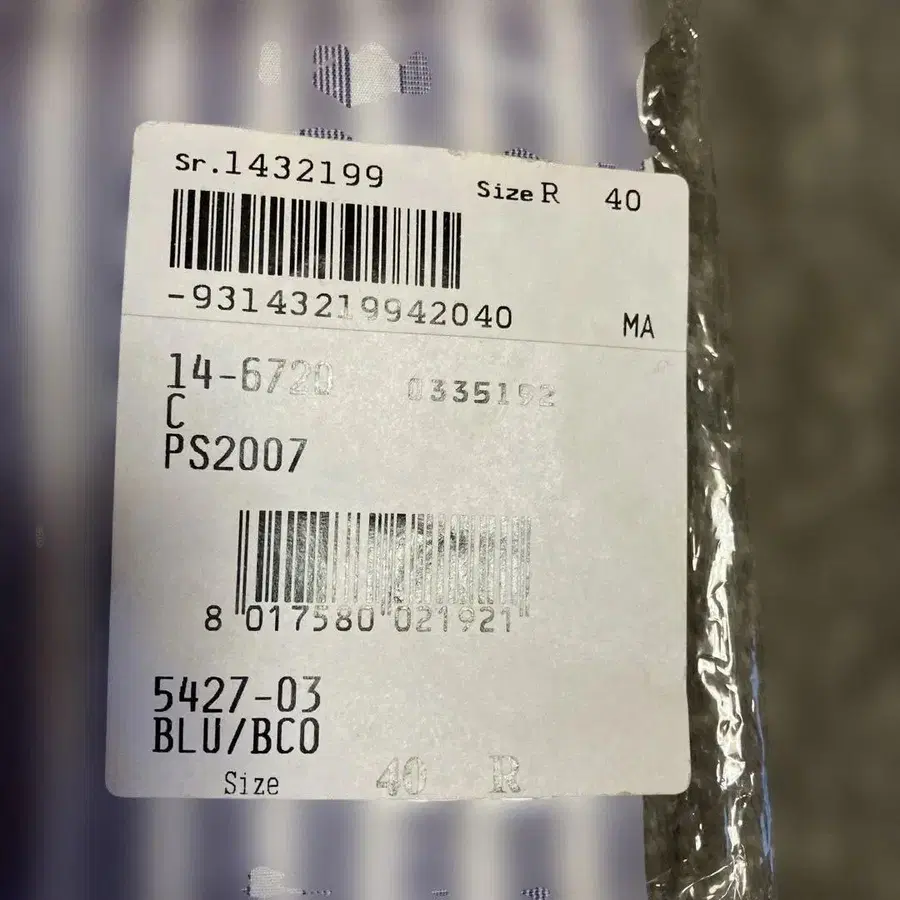 Sr.1432199
Size R 40
-93143219942040
MA
14-6720 0335192
C
PS2007
8 017580 021921
5427-03
BLU/BCO
Size 40 R